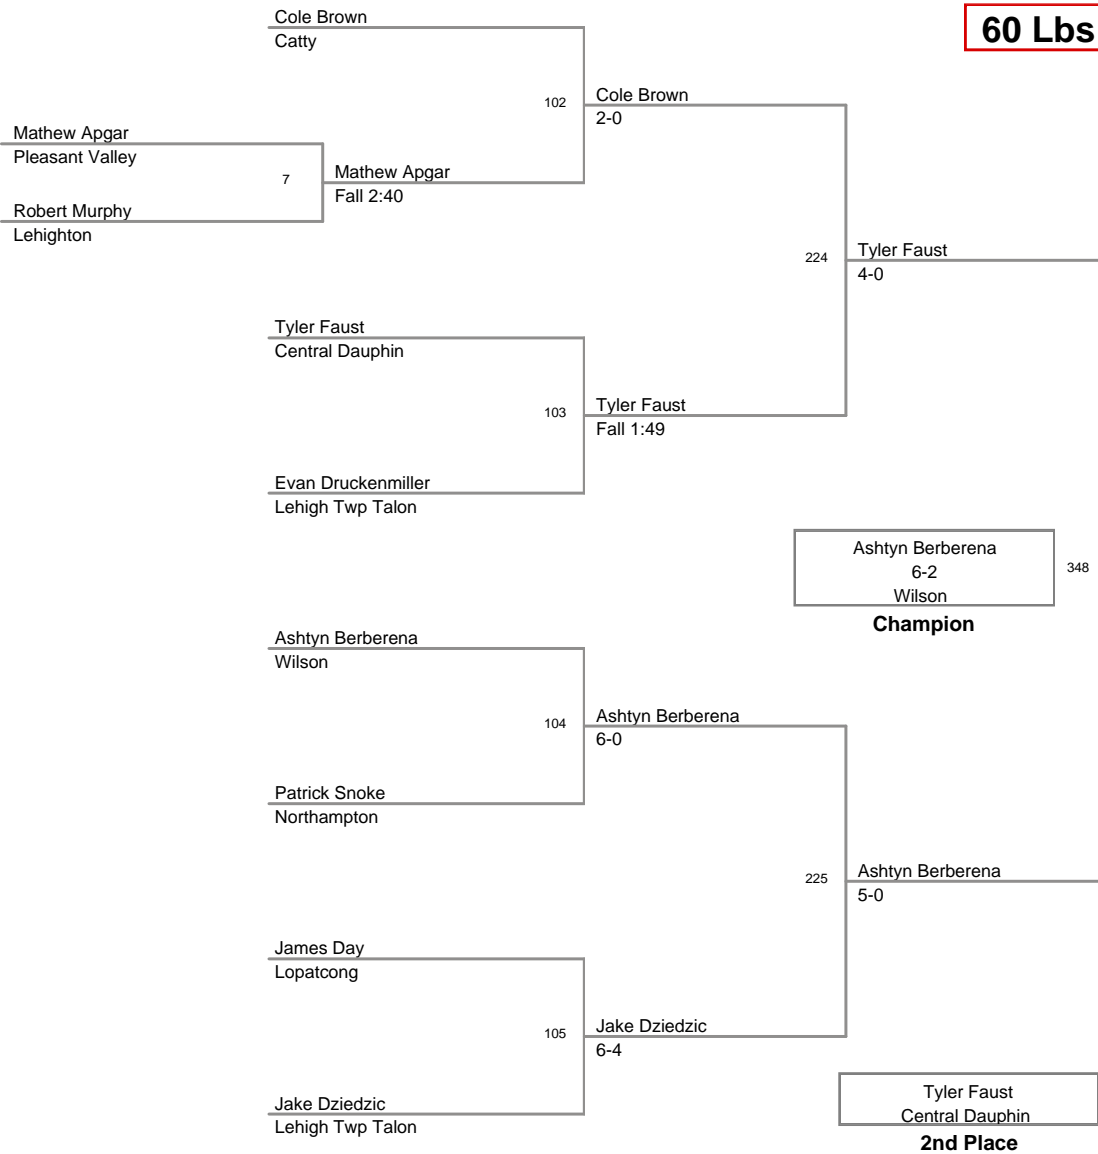 Cole Brown
Catty
60 Lbs
102
Cole Brown
2-0
Mathew Apgar
Pleasant Valley
7
Mathew Apgar
Fall 2:40
Robert Murphy
Lehighton
224
Tyler Faust
4-0
Tyler Faust
Central Dauphin
103
Tyler Faust
Fall 1:49
Evan Druckenmiller
Lehigh Twp Talon
Ashtyn Berberena
6-2
Wilson
348
Champion
Ashtyn Berberena
Wilson
104
Ashtyn Berberena
6-0
Patrick Snoke
Northampton
225
Ashtyn Berberena
5-0
James Day
Lopatcong
105
Jake Dziedzic
6-4
Jake Dziedzic
Lehigh Twp Talon
Tyler Faust
Central Dauphin
2nd Place